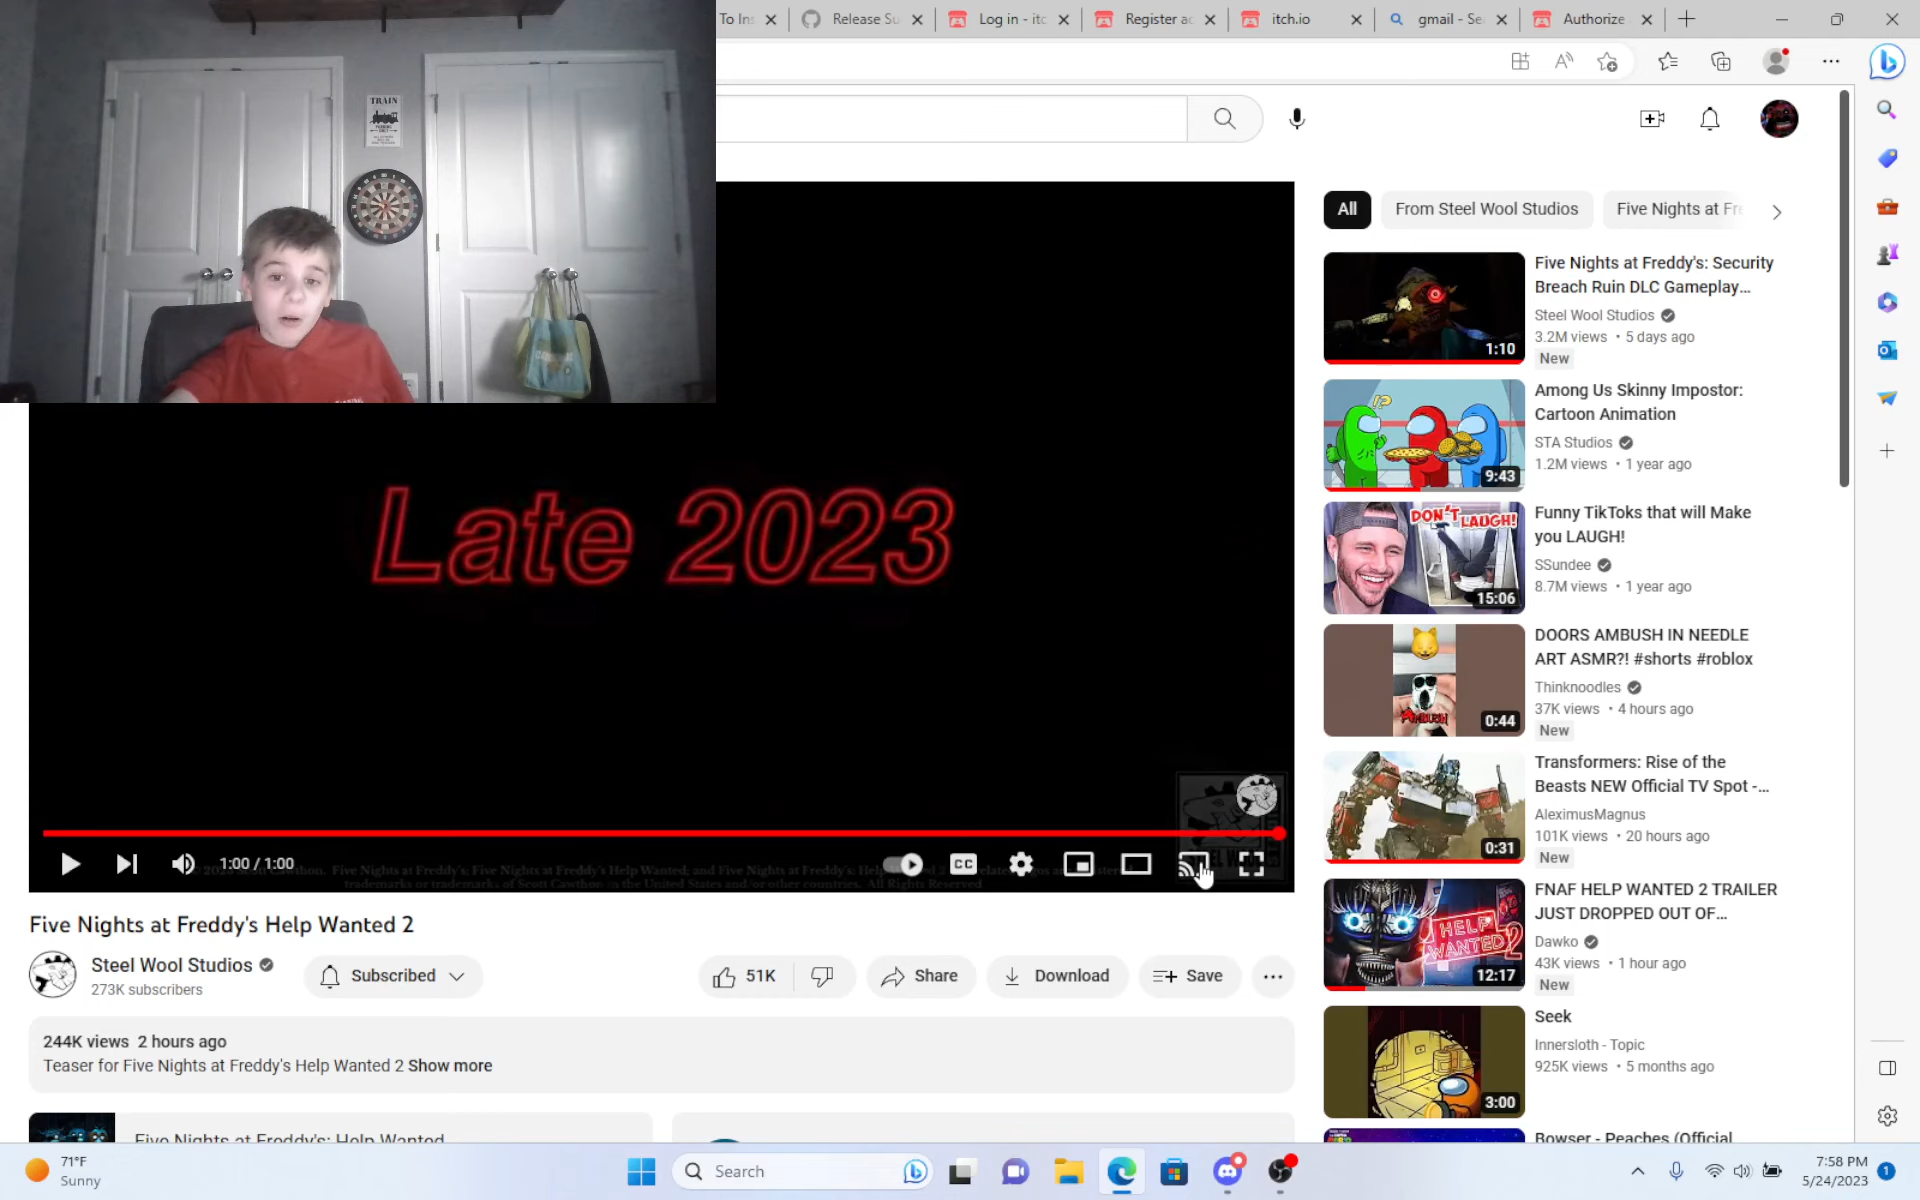 To Ins
Release Su
Log in - itc
Register ac
itch.io
gmail - Se
Authorize
TRAIN
All
From Steel Wool Studios
Five Nights at Fre
Late 2023
1:00 / 1:00
CC
Five Nights at Freddy's: Security
Breach Ruin DLC Gameplay...
Steel Wool Studios
3.2M views • 5 days ago
New
1:10
Among Us Skinny Impostor:
Cartoon Animation
STA Studios
1.2M views • 1 year ago
!?
9:43
DON'T LAUGH!
Funny TikToks that will Make
you LAUGH!
SSundee
8.7M views • 1 year ago
15:06
DOORS AMBUSH IN NEEDLE
ART ASMR?! #shorts #roblox
Thinknoodles
37K views • 4 hours ago
New
AMBUSH
0:44
Transformers: Rise of the
Beasts NEW Official TV Spot -...
AleximusMagnus
101K views • 20 hours ago
New
0:31
FNAF HELP WANTED 2 TRAILER
JUST DROPPED OUT OF...
Dawko
43K views • 1 hour ago
New
HELP
WANTED 2
12:17
Seek
Innersloth - Topic
925K views • 5 months ago
3:00
Bowser - Peaches (Official
Five Nights at Freddy's Help Wanted 2
Steel Wool Studios
273K subscribers
Subscribed
51K
Share
Download
Save
244K views 2 hours ago
Teaser for Five Nights at Freddy's Help Wanted 2 Show more
Five Nights at Freddy's: Help Wanted
71°F
Sunny
Search
7:58 PM
5/24/2023
1